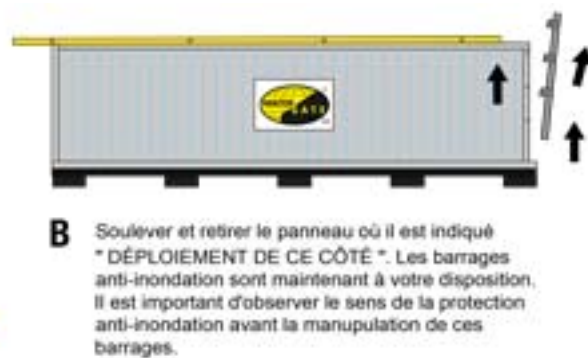 WATER
GATE
B
Soulever et retirer le panneau où il est indiqué
" DÉPLOIEMENT DE CE CÔTÉ ". Les barrages
anti-inondation sont maintenant à votre disposition.
Il est important d'observer le sens de la protection
anti-inondation avant la manupulation de ces
barrages.